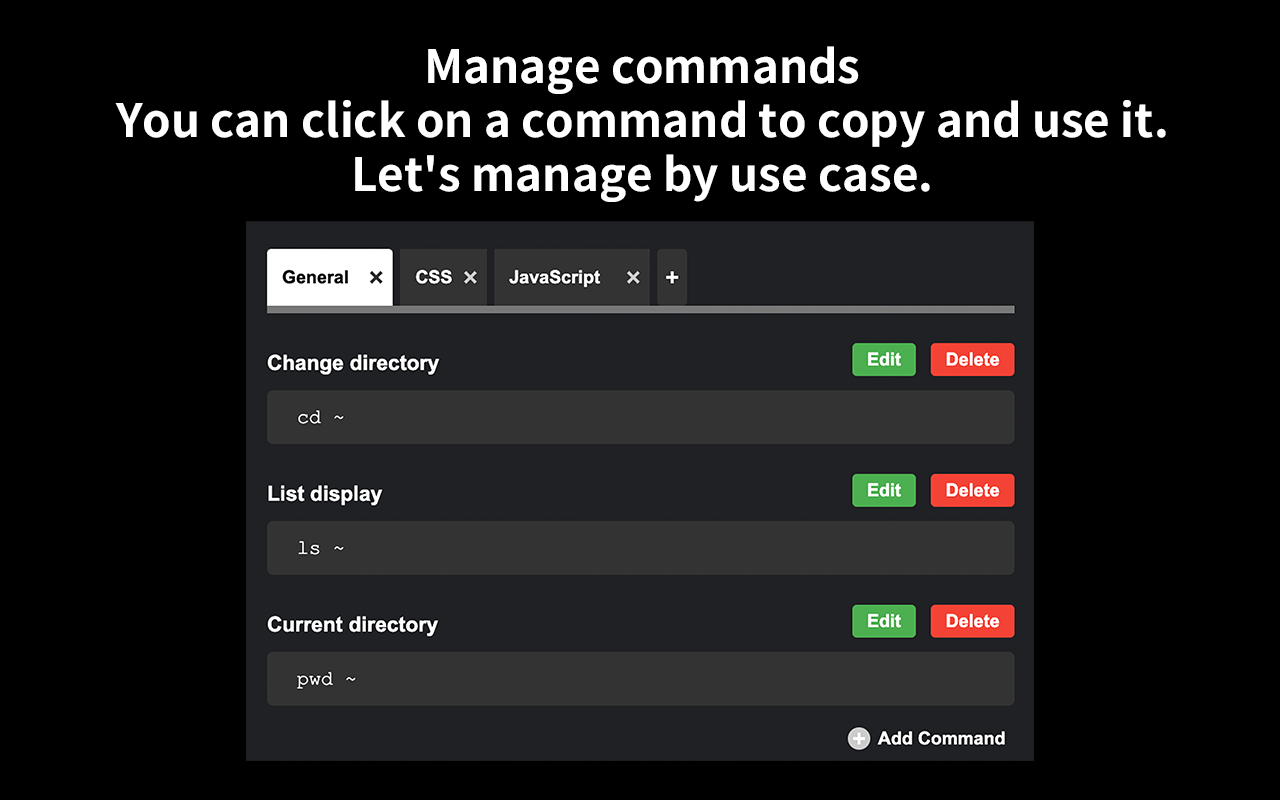 Manage commands
You can click on a command to copy and use it.
Let's manage by use case.
General × CSS × JavaScript × +
Change directory Edit Delete
cd ~
List display Edit Delete
ls ~
Current directory Edit Delete
pwd ~
+ Add Command